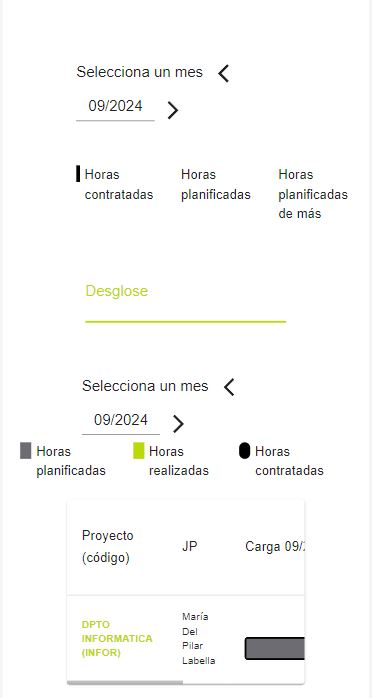 Selecciona un mes
09/2024
Horas contratadas
Horas planificadas
Horas planificadas de más
Desglose
Selecciona un mes
09/2024
Horas planificadas
Horas realizadas
Horas contratadas
Proyecto (código)
JP
Carga 09/2
DPTO
INFORMATICA
(INFOR)
María
Del
Pilar
Labella